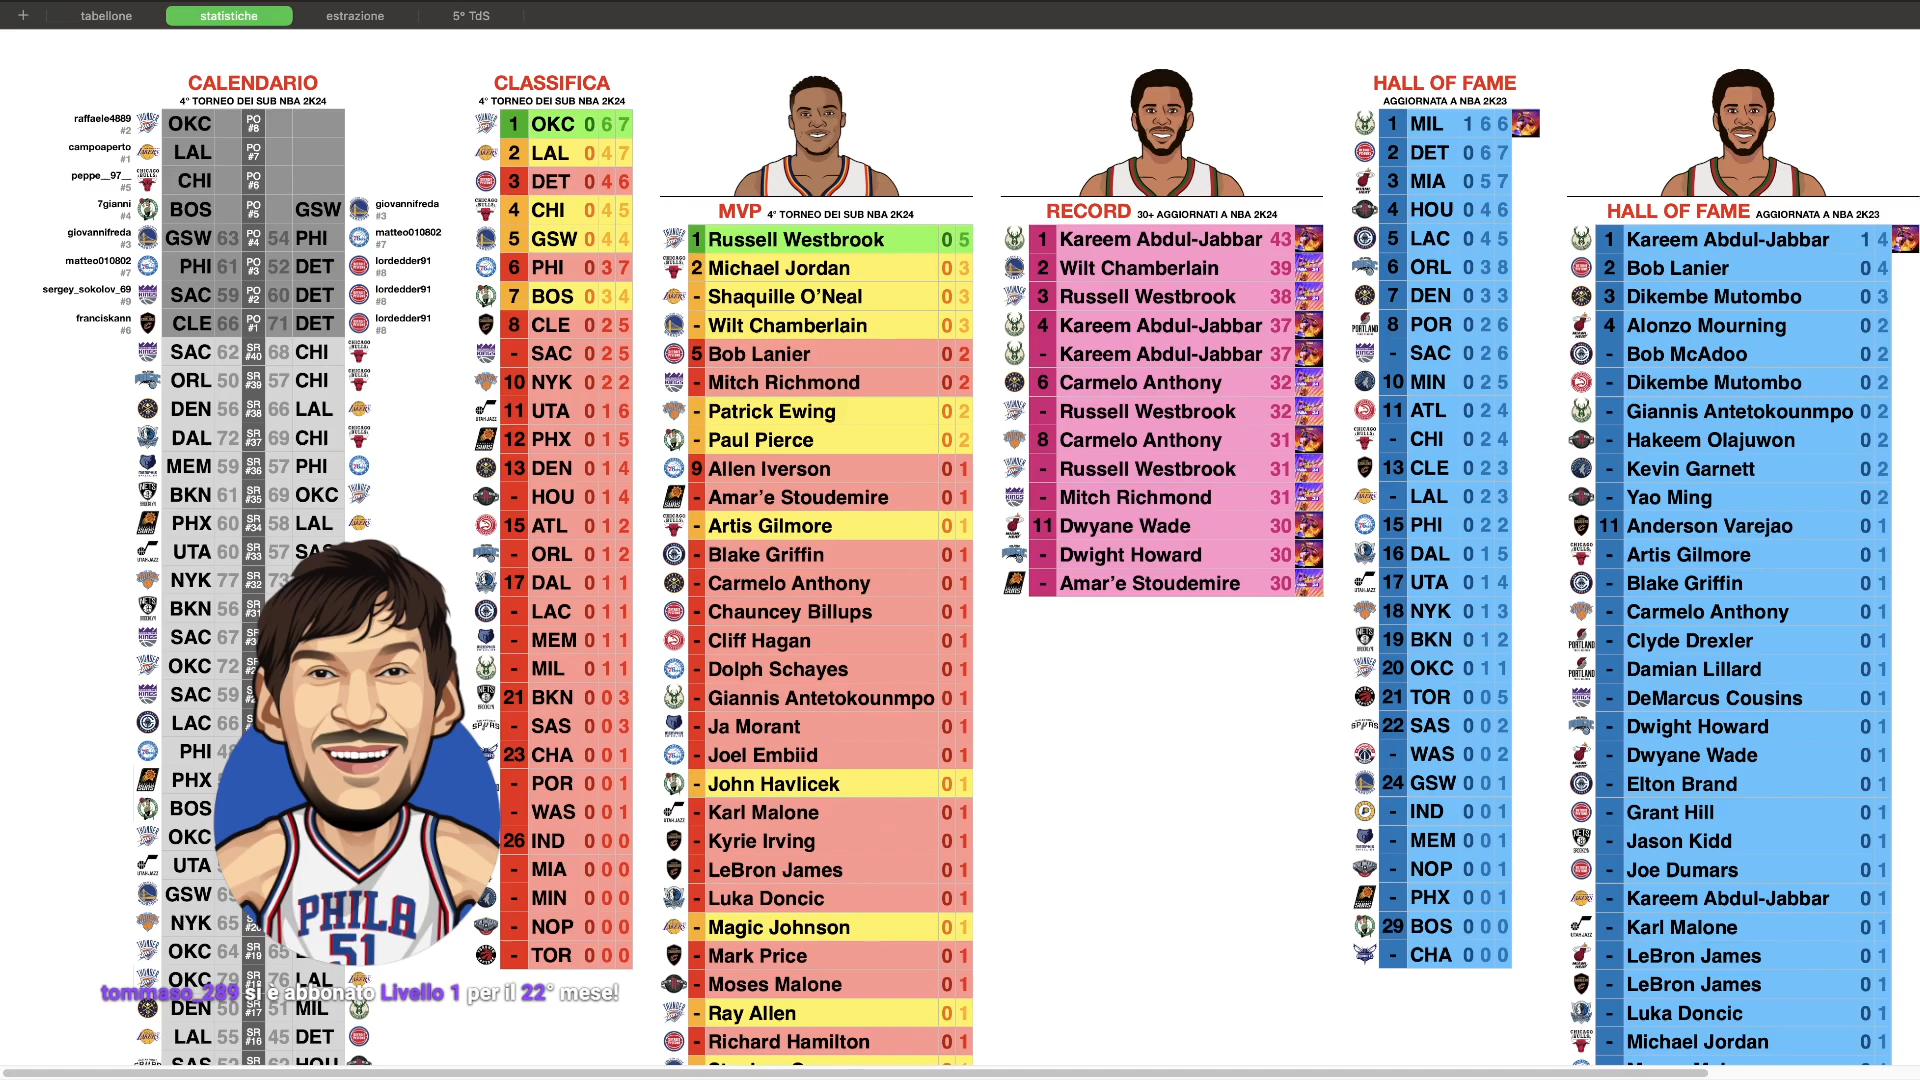 + tabellone statistiche estrazione 5° TdS
CALENDARIO
4° TORNEO DEI SUB NBA 2K24
raffaele4889 #2 OKC PO #8
campoaperto #1 LAL PO #7
peppe__97__ #5 CHI PO #6
7gianni #4 BOS PO #5 GSW giovannifreda #3
giovannifreda #3 GSW 63 PO #4 54 PHI matteo010802 #7
matteo010802 #7 PHI 61 PO #3 52 DET lordedder91 #8
sergey_sokolov_69 #9 SAC 59 PO #2 60 DET lordedder91 #8
franciskann #6 CLE 66 PO #1 71 DET lordedder91 #8
SAC 62 SR #40 68 CHI
ORL 50 SR #39 57 CHI
DEN 56 SR #38 66 LAL
DAL 72 SR #37 69 CHI
MEM 59 SR #36 57 PHI
BKN 61 SR #35 69 OKC
PHX 60 SR #34 58 LAL
UTA 60 SR #33 57
NYK 77 SR #32 73
BKN 56 SR #31
SAC 67
OKC 72
SAC 59
LAC 66
PHI
PHX
BOS
OKC
UTA
GSW
NYK 65
OKC 64 SR #19 65
OKC 79 SR 76 LAL
DEN 50 SR #17 51 MIL
LAL 55 SR #16 45 DET
PHILA
51
tommaso_289 si è abbonato Livello 1 per il 22° mese!
CLASSIFICA
4° TORNEO DEI SUB NBA 2K24
1 OKC 0 6 7
2 LAL 0 4 7
3 DET 0 4 6
4 CHI 0 4 5
5 GSW 0 4 4
6 PHI 0 3 7
7 BOS 0 3 4
8 CLE 0 2 5
- SAC 0 2 5
10 NYK 0 2 2
11 UTA 0 1 6
12 PHX 0 1 5
13 DEN 0 1 4
- HOU 0 1 4
15 ATL 0 1 2
- ORL 0 1 2
17 DAL 0 1 1
- LAC 0 1 1
- MEM 0 1 1
- MIL 0 1 1
21 BKN 0 0 3
- SAS 0 0 3
23 CHA 0 0 1
- POR 0 0 1
- WAS 0 0 1
26 IND 0 0 0
- MIA 0 0 0
- MIN 0 0 0
- NOP 0 0 0
- TOR 0 0 0
MVP 4° TORNEO DEI SUB NBA 2K24
1 Russell Westbrook 0 5
2 Michael Jordan 0 3
- Shaquille O’Neal 0 3
- Wilt Chamberlain 0 3
5 Bob Lanier 0 2
- Mitch Richmond 0 2
- Patrick Ewing 0 2
- Paul Pierce 0 2
9 Allen Iverson 0 1
- Amar’e Stoudemire 0 1
- Artis Gilmore 0 1
- Blake Griffin 0 1
- Carmelo Anthony 0 1
- Chauncey Billups 0 1
- Cliff Hagan 0 1
- Dolph Schayes 0 1
- Giannis Antetokounmpo 0 1
- Ja Morant 0 1
- Joel Embiid 0 1
- John Havlicek 0 1
- Karl Malone 0 1
- Kyrie Irving 0 1
- LeBron James 0 1
- Luka Doncic 0 1
- Magic Johnson 0 1
- Mark Price 0 1
- Moses Malone 0 1
- Ray Allen 0 1
- Richard Hamilton 0 1
RECORD 30+ AGGIORNATI A NBA 2K24
1 Kareem Abdul-Jabbar 43
2 Wilt Chamberlain 39
3 Russell Westbrook 38
4 Kareem Abdul-Jabbar 37
- Kareem Abdul-Jabbar 37
6 Carmelo Anthony 32
- Russell Westbrook 32
8 Carmelo Anthony 31
- Russell Westbrook 31
- Mitch Richmond 31
11 Dwyane Wade 30
- Dwight Howard 30
- Amar’e Stoudemire 30
HALL OF FAME
AGGIORNATA A NBA 2K23
1 MIL 1 6 6
2 DET 0 6 7
3 MIA 0 5 7
4 HOU 0 4 6
5 LAC 0 4 5
6 ORL 0 3 8
7 DEN 0 3 3
8 POR 0 2 6
- SAC 0 2 6
10 MIN 0 2 5
11 ATL 0 2 4
- CHI 0 2 4
13 CLE 0 2 3
- LAL 0 2 3
15 PHI 0 2 2
16 DAL 0 1 5
17 UTA 0 1 4
18 NYK 0 1 3
19 BKN 0 1 2
20 OKC 0 1 1
21 TOR 0 0 5
22 SAS 0 0 2
- WAS 0 0 2
24 GSW 0 0 1
- IND 0 0 1
- MEM 0 0 1
- NOP 0 0 1
- PHX 0 0 1
29 BOS 0 0 0
- CHA 0 0 0
HALL OF FAME AGGIORNATA A NBA 2K23
1 Kareem Abdul-Jabbar 1 4
2 Bob Lanier 0 4
3 Dikembe Mutombo 0 3
4 Alonzo Mourning 0 2
- Bob McAdoo 0 2
- Dikembe Mutombo 0 2
- Giannis Antetokounmpo 0 2
- Hakeem Olajuwon 0 2
- Kevin Garnett 0 2
- Yao Ming 0 2
11 Anderson Varejao 0 1
- Artis Gilmore 0 1
- Blake Griffin 0 1
- Carmelo Anthony 0 1
- Clyde Drexler 0 1
- Damian Lillard 0 1
- DeMarcus Cousins 0 1
- Dwight Howard 0 1
- Dwyane Wade 0 1
- Elton Brand 0 1
- Grant Hill 0 1
- Jason Kidd 0 1
- Joe Dumars 0 1
- Kareem Abdul-Jabbar 0 1
- Karl Malone 0 1
- LeBron James 0 1
- LeBron James 0 1
- Luka Doncic 0 1
- Michael Jordan 0 1